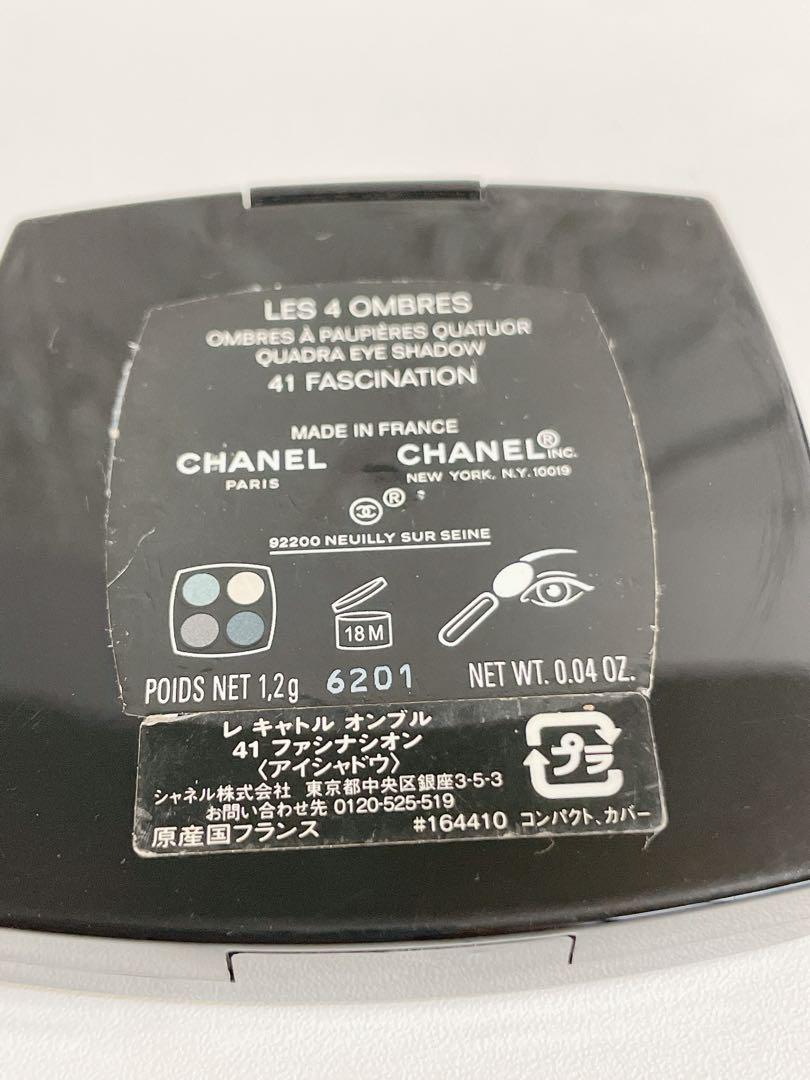 LES 4 OMBRES
OMBRES À PAUPIÈRES QUATUOR
QUADRA EYE SHADOW
41 FASCINATION
MADE IN FRANCE
CHANEL CHANEL® INC.
PARIS NEW YORK, N.Y. 10019
®
92200 NEUILLY SUR SEINE
18 M
POIDS NET 1,2 g 6201 NET WT. 0.04 OZ.
レ キャトル オンブル
41 ファシナシオン
〈アイシャドウ〉
プラ
シャネル株式会社 東京都中央区銀座3-5-3
お問い合わせ先 0120-525-519
原産国フランス #164410 コンパクト、カバー